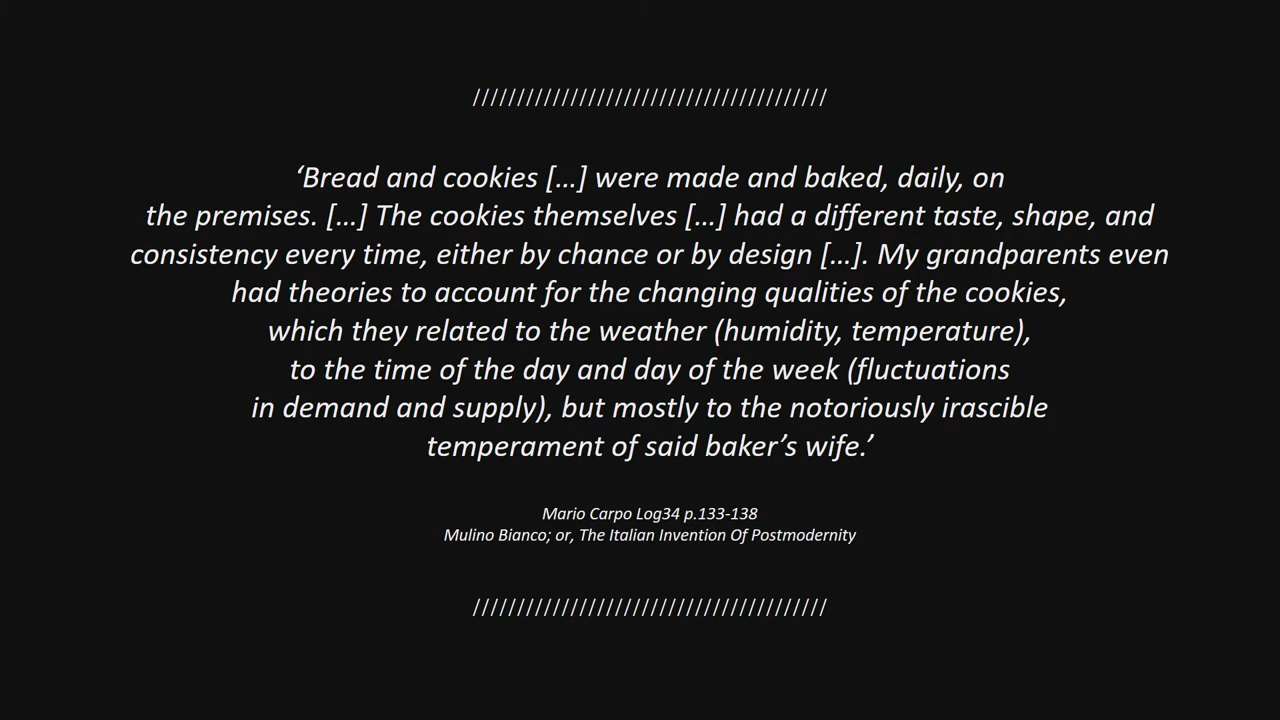 ////////////////////////////////////////
‘Bread and cookies […] were made and baked, daily, on
the premises. […] The cookies themselves […] had a different taste, shape, and
consistency every time, either by chance or by design […]. My grandparents even
had theories to account for the changing qualities of the cookies,
which they related to the weather (humidity, temperature),
to the time of the day and day of the week (fluctuations
in demand and supply), but mostly to the notoriously irascible
temperament of said baker’s wife.’
Mario Carpo Log34 p.133-138
Mulino Bianco; or, The Italian Invention Of Postmodernity
////////////////////////////////////////